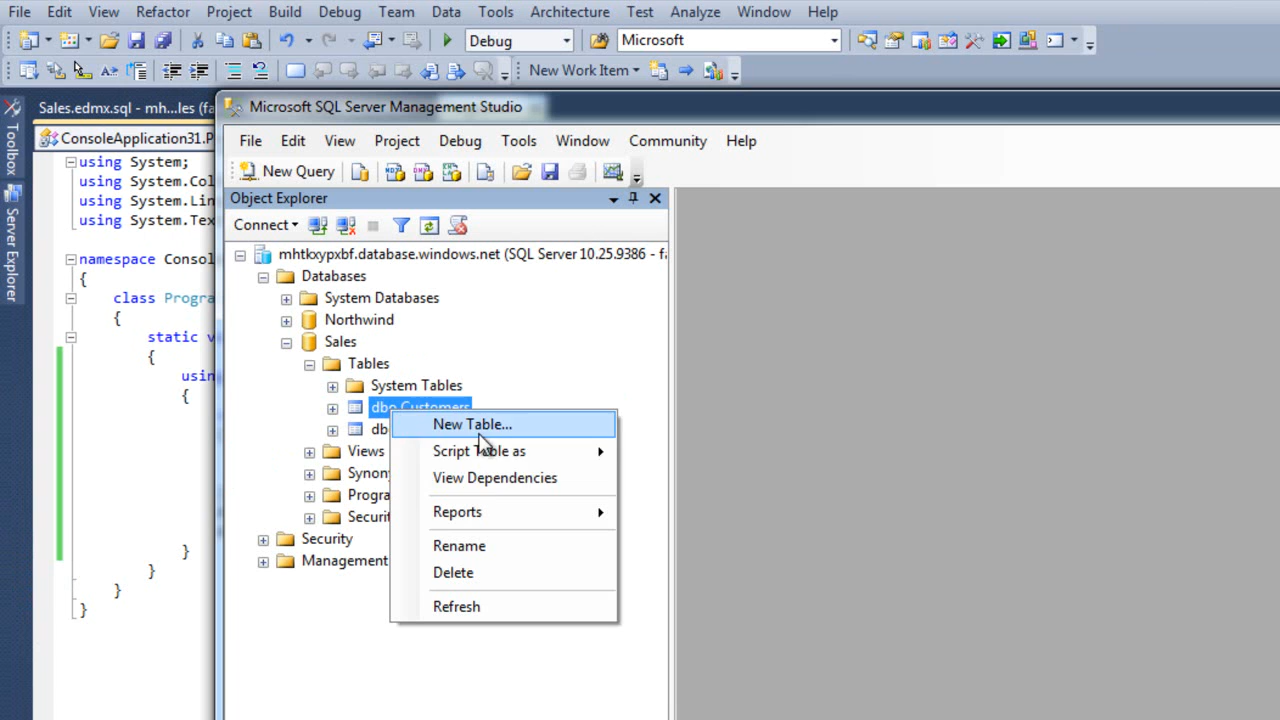 File Edit View Refactor Project Build Debug Team Data Tools Architecture Test Analyze Window Help
Debug Microsoft
New Work Item
Sales.edmx.sql - mh...les (fa
Microsoft SQL Server Management Studio
ConsoleApplication31.P
File Edit View Project Debug Tools Window Community Help
New Query
Toolbox
Server Explorer
using System;
using System.Col
using System.Lin
using System.Tex
namespace Consol
{
class Progra
{
static v
{
usin
{
}
}
}
}
Object Explorer
Connect
mhtkxypxbf.database.windows.net (SQL Server 10.25.9386 - fa
Databases
System Databases
Northwind
Sales
Tables
System Tables
dbo.Customers
db
Views
Synony
Progra
Securit
Security
Management
New Table...
Script Table as
View Dependencies
Reports
Rename
Delete
Refresh